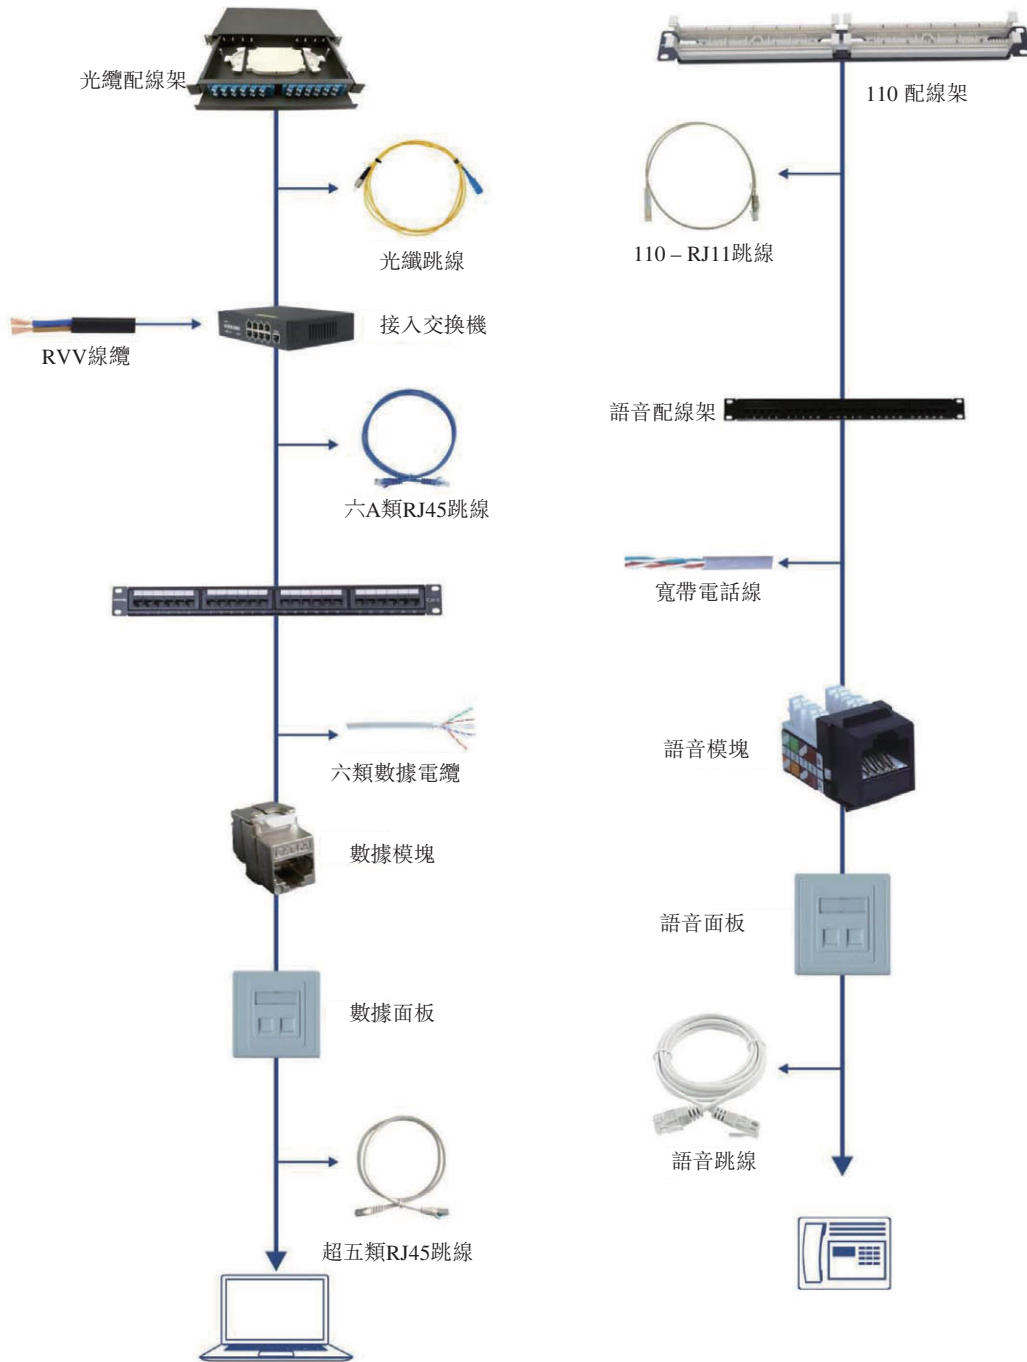 光纜配線架
光纖跳線
RVV線纜
接入交換機
六A類RJ45跳線
六類數據電纜
數據模塊
數據面板
超五類RJ45跳線
110 配線架
110 – RJ11跳線
語音配線架
寬帶電話線
語音模塊
語音面板
語音跳線